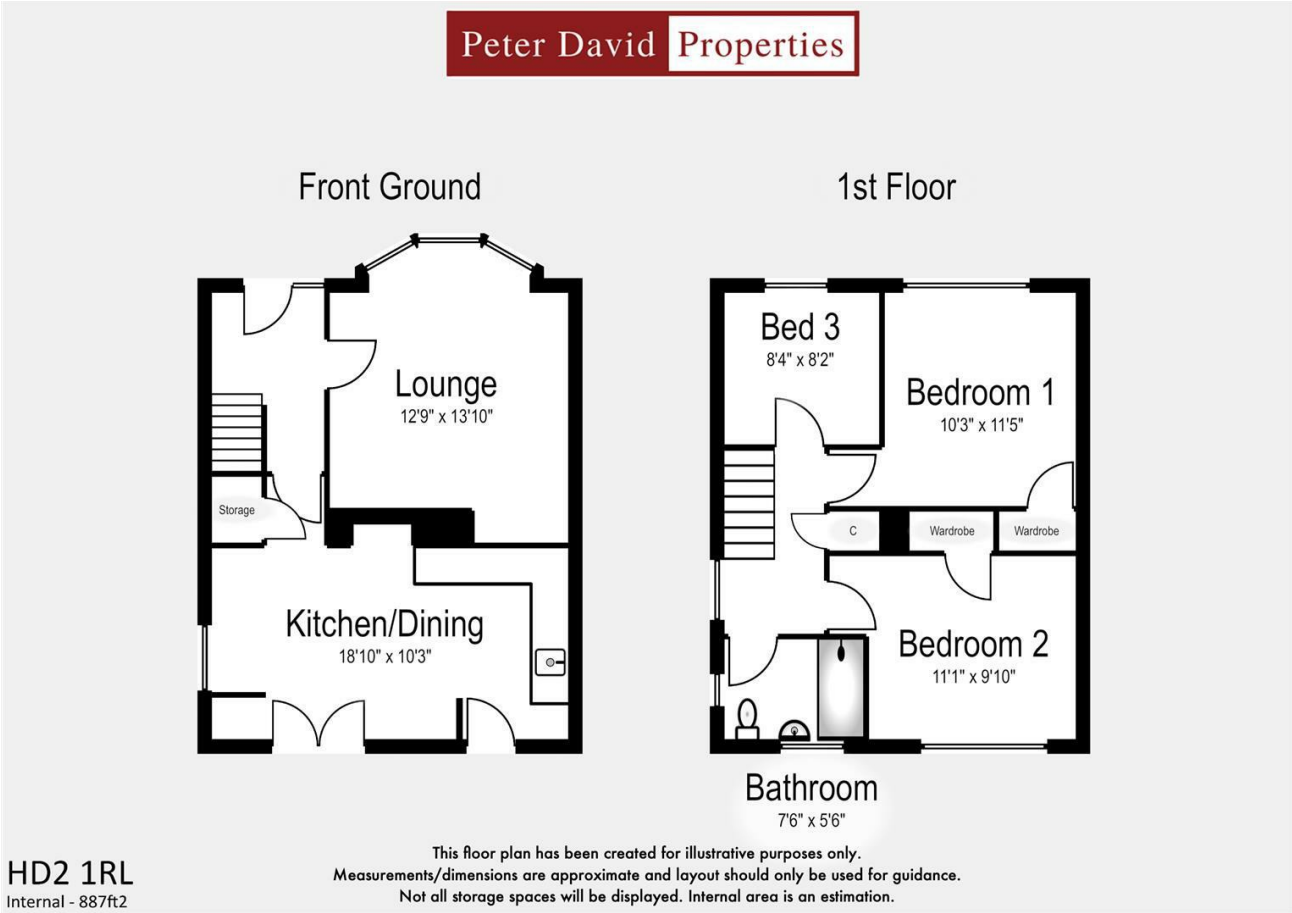 Peter David Properties
Front Ground
1st Floor
Lounge
12'9" x 13'10"
Storage
Kitchen/Dining
18'10" x 10'3"
Bed 3
8'4" x 8'2"
Bedroom 1
10'3" x 11'5"
C
Wardrobe
Wardrobe
Bedroom 2
11'1" x 9'10"
Bathroom
7'6" x 5'6"
HD2 1RL
Internal - 887ft2
This floor plan has been created for illustrative purposes only.
Measurements/dimensions are approximate and layout should only be used for guidance.
Not all storage spaces will be displayed. Internal area is an estimation.